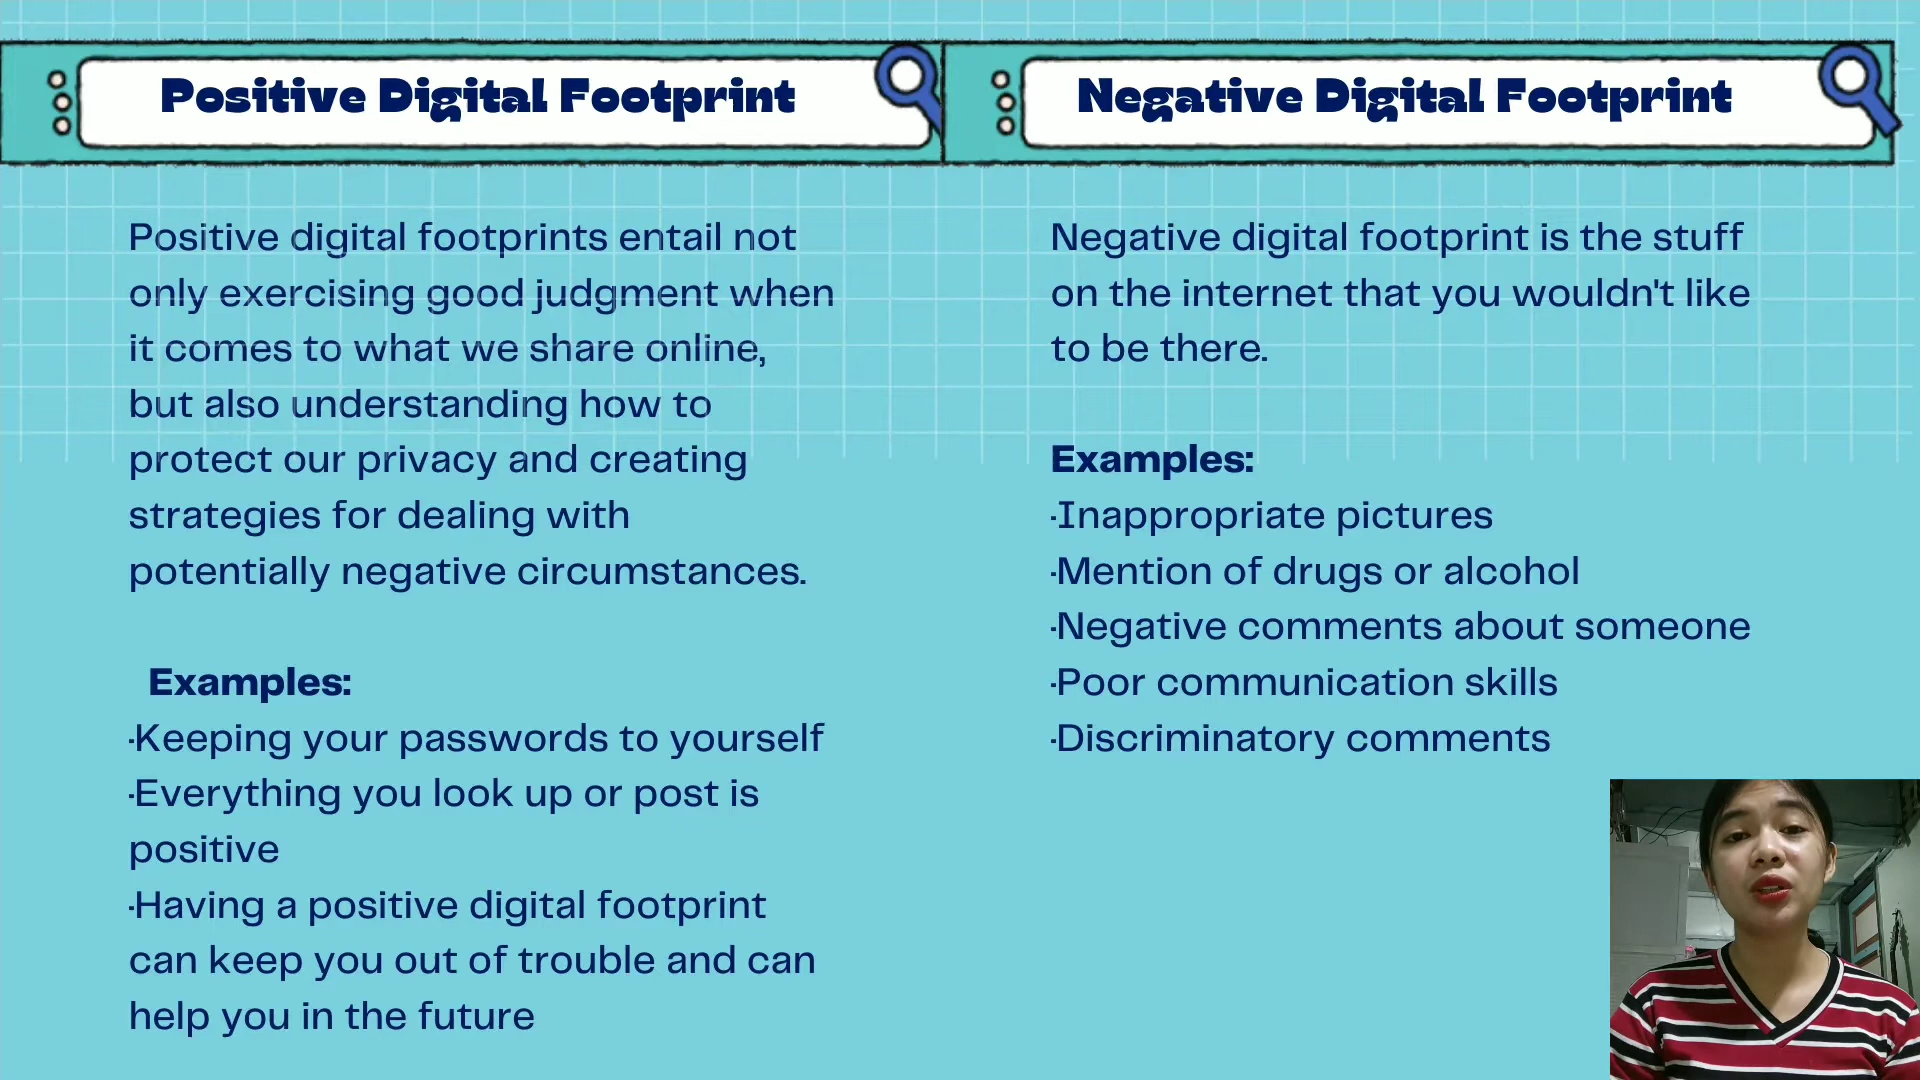 Positive Digital Footprint
Positive digital footprints entail not
only exercising good judgment when
it comes to what we share online,
but also understanding how to
protect our privacy and creating
strategies for dealing with
potentially negative circumstances.
Examples:
·Keeping your passwords to yourself
·Everything you look up or post is
positive
·Having a positive digital footprint
can keep you out of trouble and can
help you in the future
Negative Digital Footprint
Negative digital footprint is the stuff
on the internet that you wouldn't like
to be there.
Examples:
·Inappropriate pictures
·Mention of drugs or alcohol
·Negative comments about someone
·Poor communication skills
·Discriminatory comments